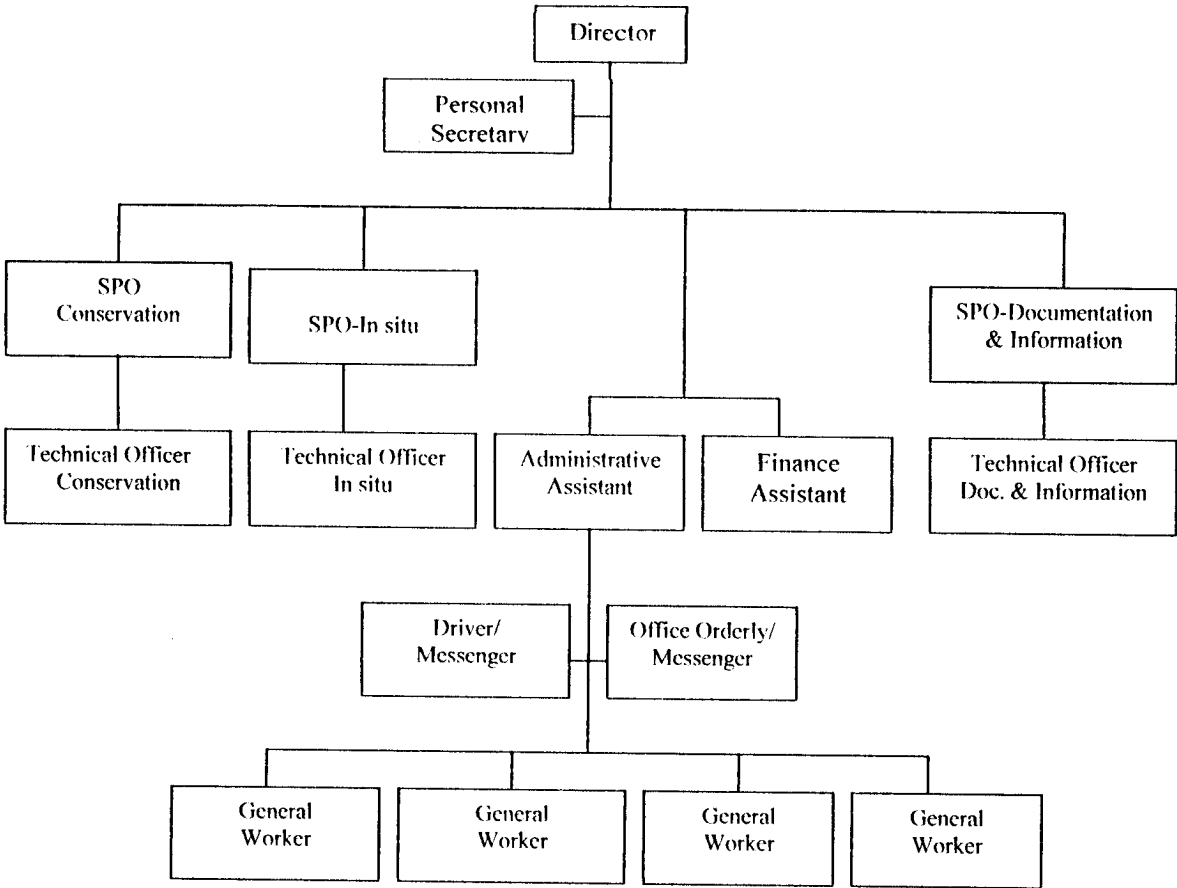 Director
Personal
Secretary
SPO
Conservation
SPO-In situ
SPO-Documentation
& Information
Technical Officer
Conservation
Technical Officer
In situ
Administrative
Assistant
Finance
Assistant
Technical Officer
Doc. & Information
Driver/
Messenger
Office Orderly/
Messenger
General
Worker
General
Worker
General
Worker
General
Worker